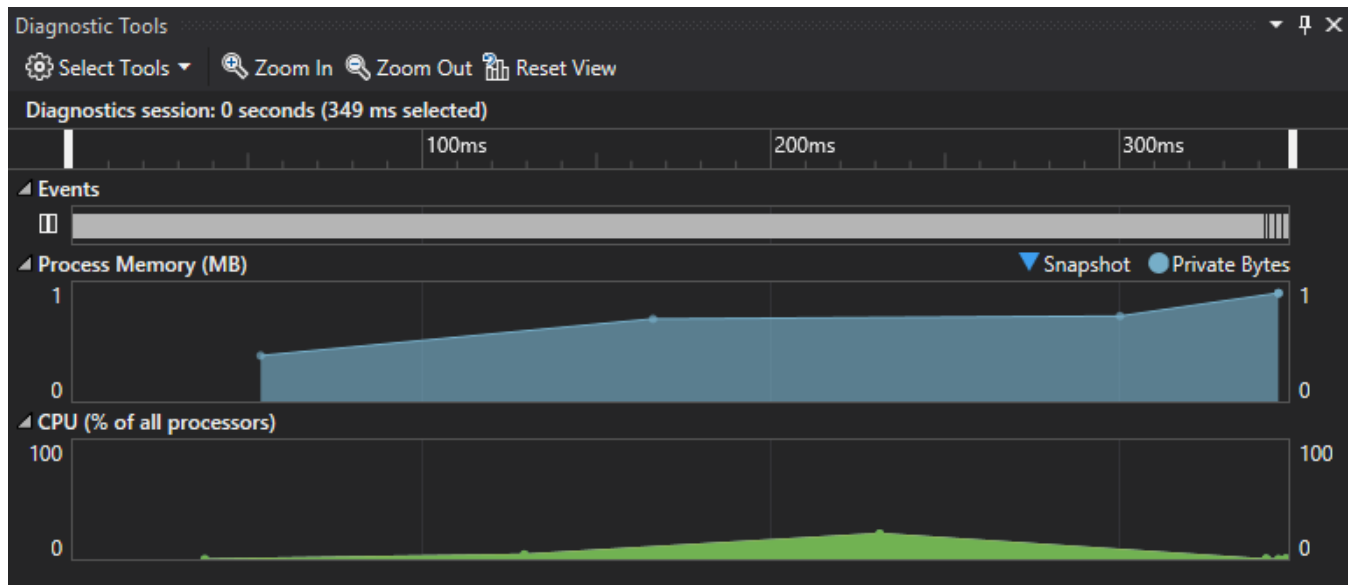 Diagnostic Tools
Select Tools Zoom In Zoom Out Reset View
Diagnostics session: 0 seconds (349 ms selected)
100ms 200ms 300ms
Events
Process Memory (MB) Snapshot Private Bytes
1 1
0 0
CPU (% of all processors)
100 100
0 0